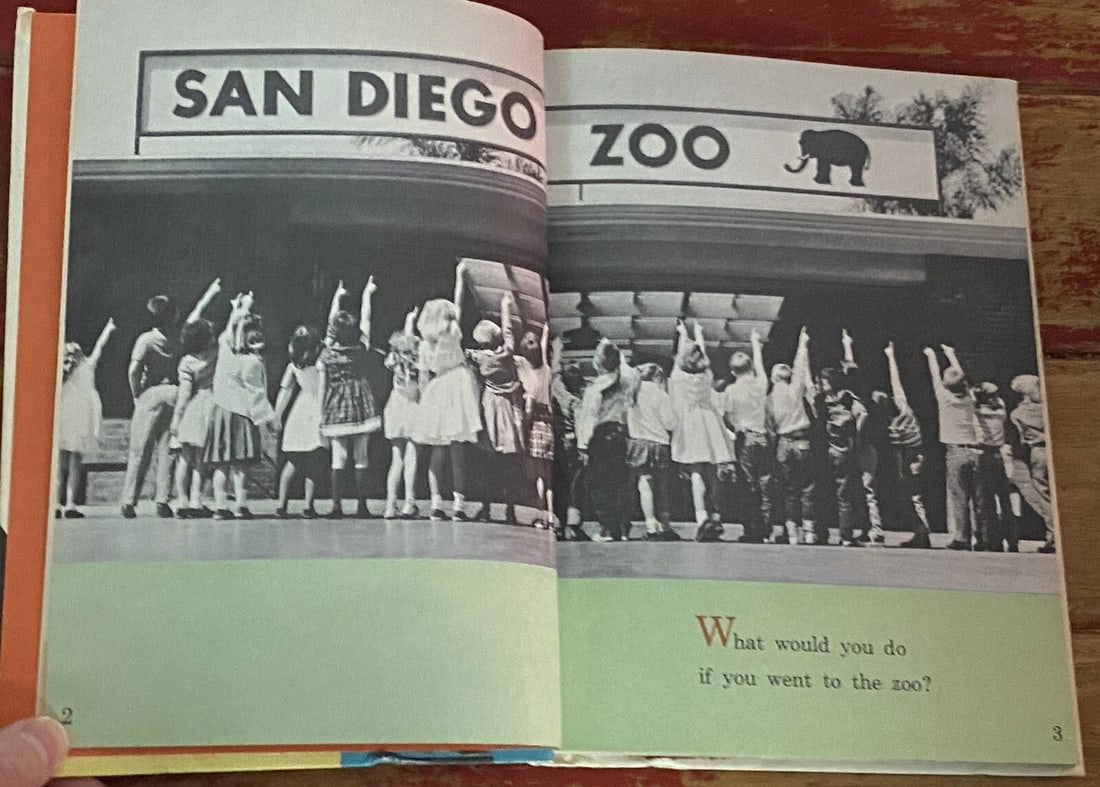 SAN DIEGO ZOO
What would you do
if you went to the zoo?
2
3